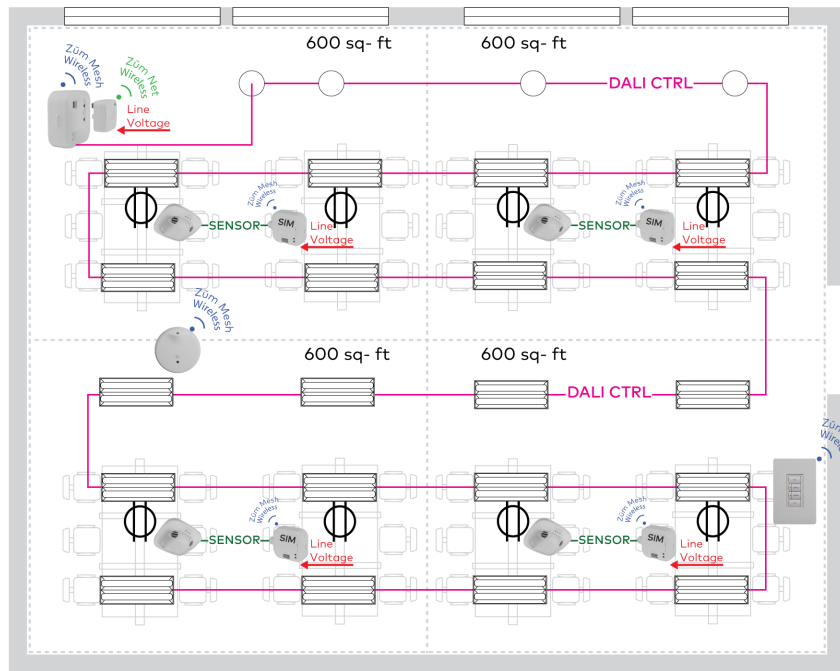 600 sq- ft
600 sq- ft
Züm Mesh
Wireless
Züm Net
Wireless
Line
Voltage
DALI CTRL
Züm Mesh
Wireless
SENSOR
SIM
Line
Voltage
Züm Mesh
Wireless
SENSOR
SIM
Line
Voltage
Züm Mesh
Wireless
600 sq- ft
600 sq- ft
DALI CTRL
Züm
Wirele
Züm Mesh
Wireless
SENSOR
SIM
Line
Voltage
Züm Mesh
Wireless
SENSOR
SIM
Line
Voltage